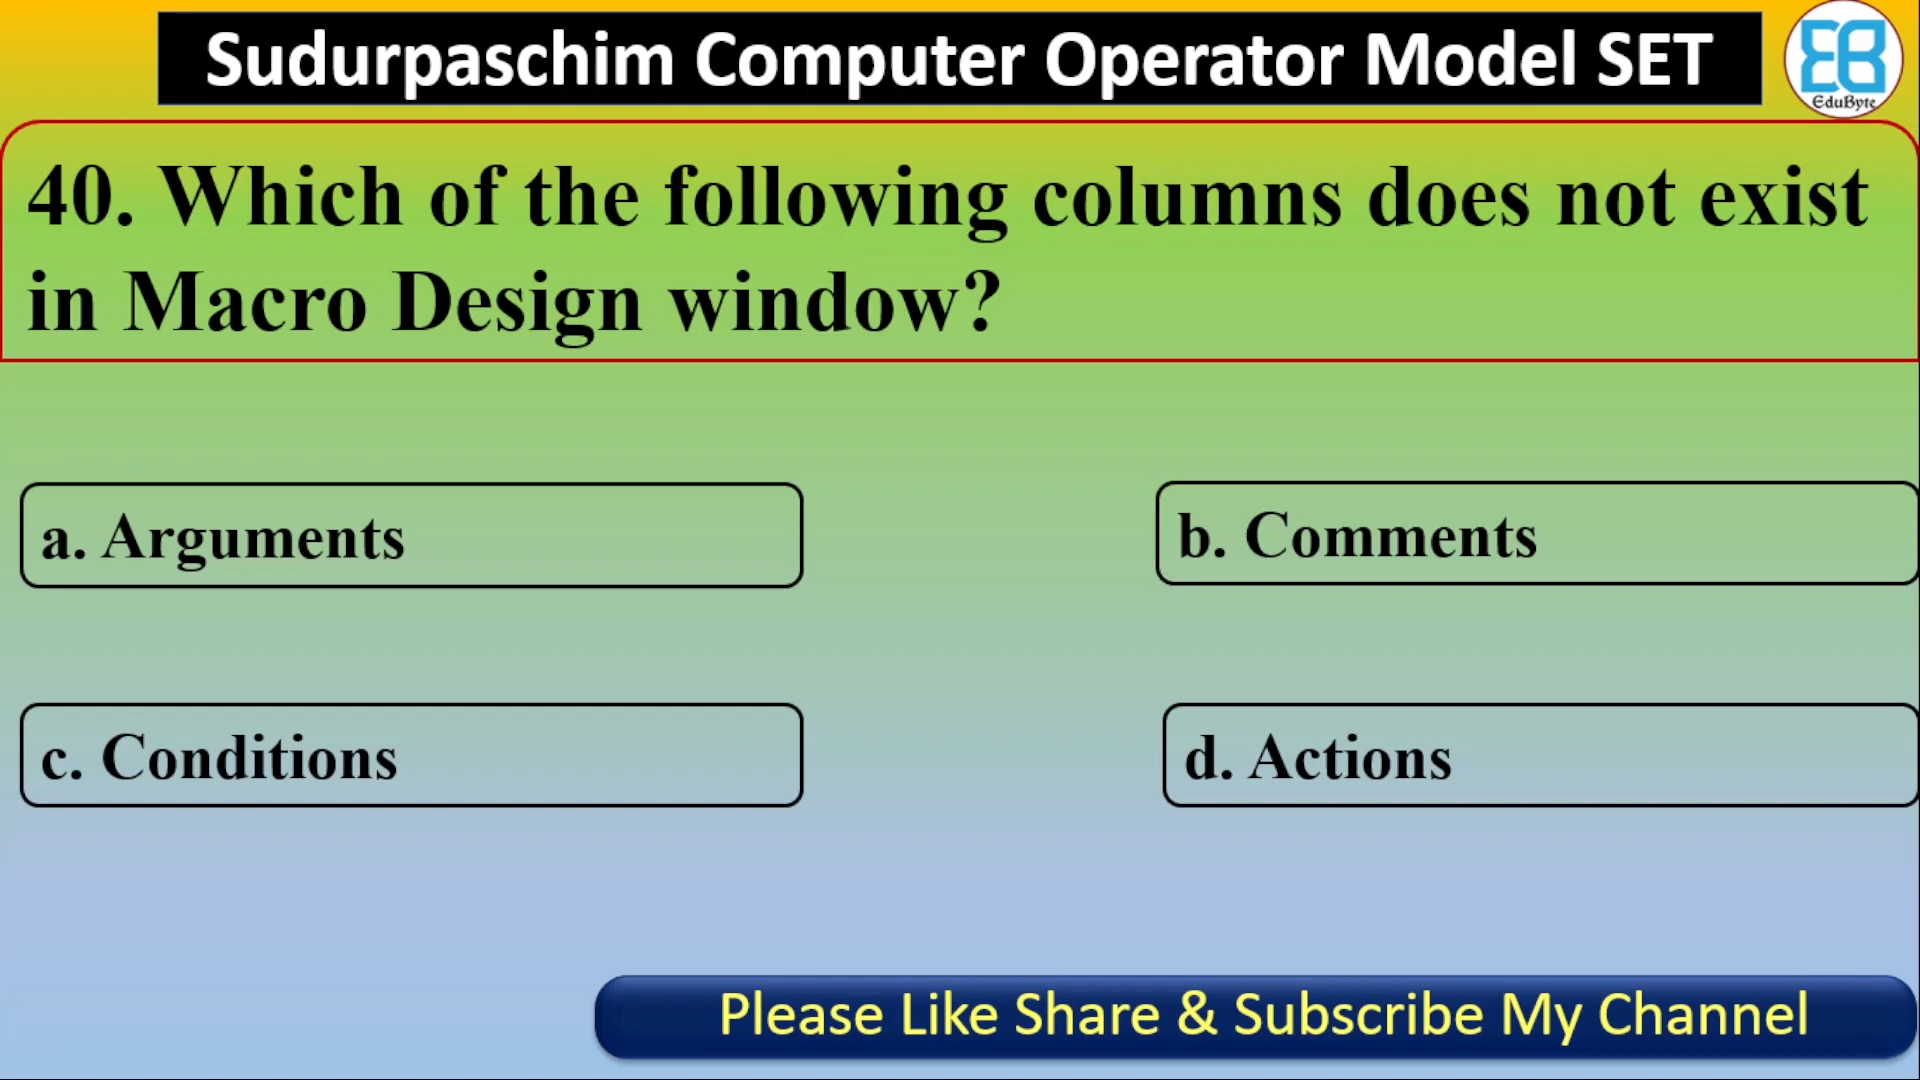 Sudurpaschim Computer Operator Model SET
EB
EduByte
40. Which of the following columns does not exist
in Macro Design window?
a. Arguments
b. Comments
c. Conditions
d. Actions
Please Like Share & Subscribe My Channel